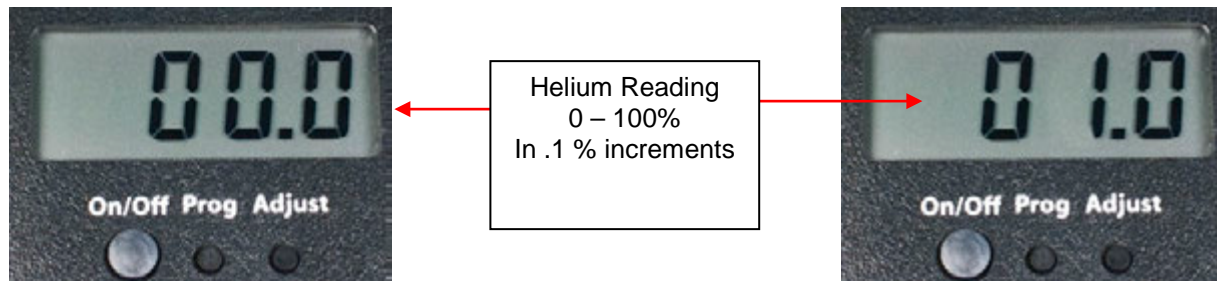 00.0
On/Off Prog Adjust
Helium Reading
0 – 100%
In .1 % increments
01.0
On/Off Prog Adjust